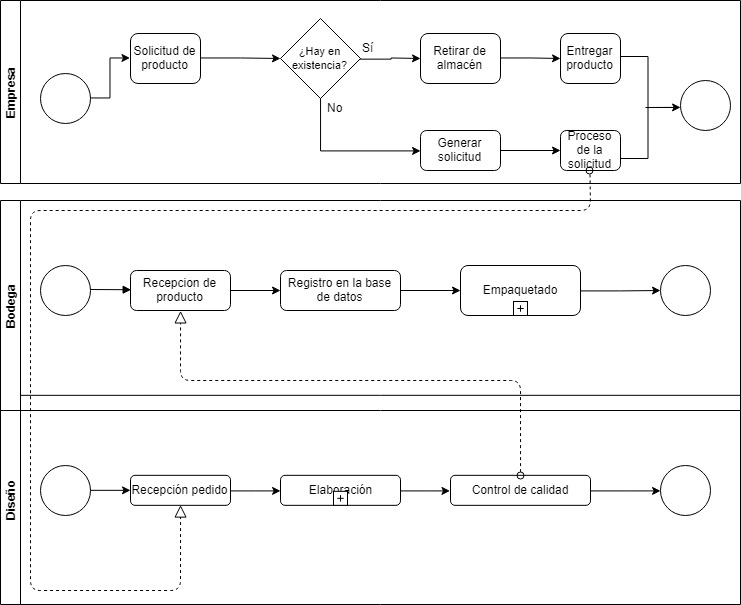 Empresa
Solicitud de
producto
¿Hay en
existencia?
Sí
No
Retirar de
almacén
Entregar
producto
Generar
solicitud
Proceso
de la
solicitud
Bodega
Recepcion de
producto
Registro en la base
de datos
Empaquetado
Diseño
Recepción pedido
Elaboración
Control de calidad